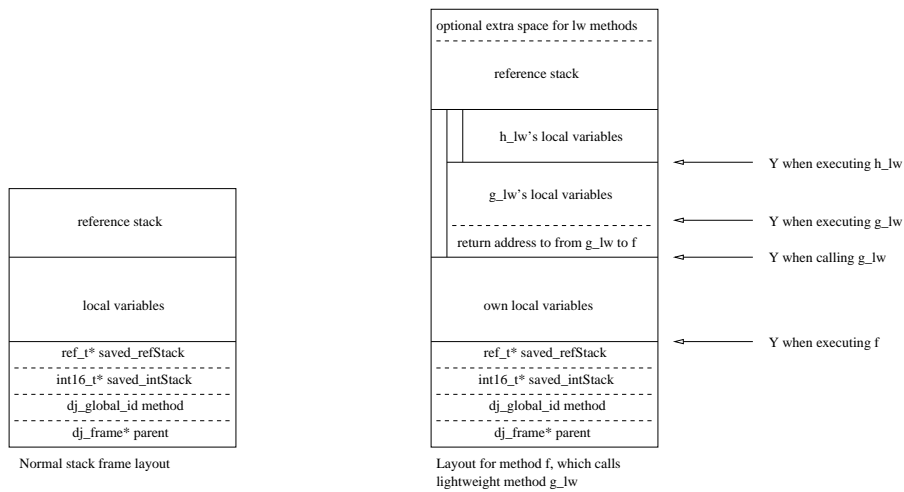 reference stack
local variables
ref_t* saved_refStack
int16_t* saved_intStack
dj_global_id method
dj_frame* parent
Normal stack frame layout
optional extra space for lw methods
reference stack
h_lw's local variables
g_lw's local variables
return address to from g_lw to f
own local variables
ref_t* saved_refStack
int16_t* saved_intStack
dj_global_id method
dj_frame* parent
Layout for method f, which calls
lightweight method g_lw
Y when executing h_lw
Y when executing g_lw
Y when calling g_lw
Y when executing f